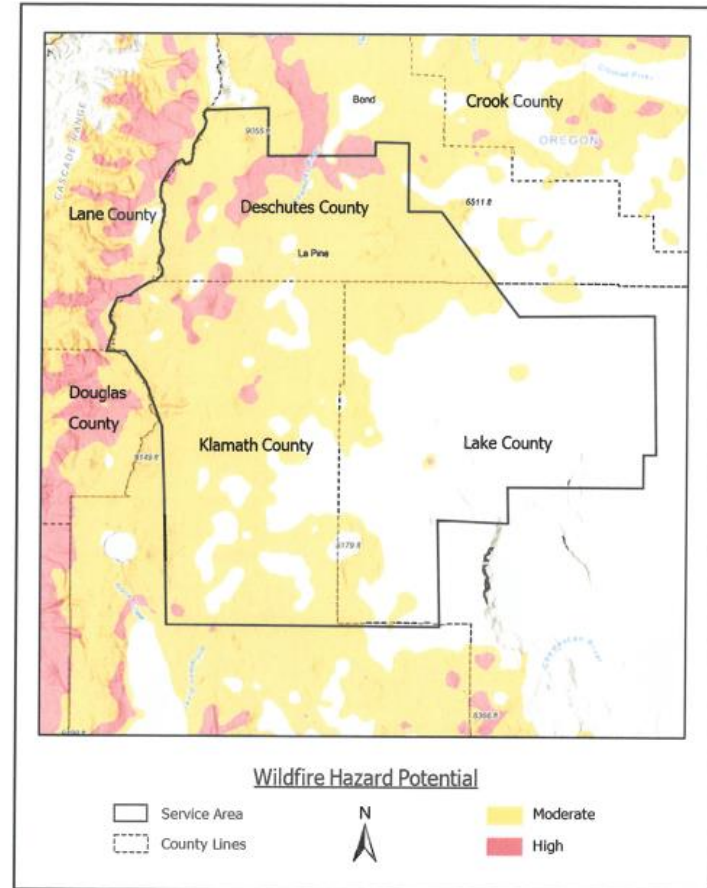 Bend
Crook County
OREGON
CASCADE RANGE
9055 ft
Lane County
Deschutes County
6511 ft
La Pine
Douglas
County
Klamath County
Lake County
Wildfire Hazard Potential
Service Area
N
Moderate
County Lines
High